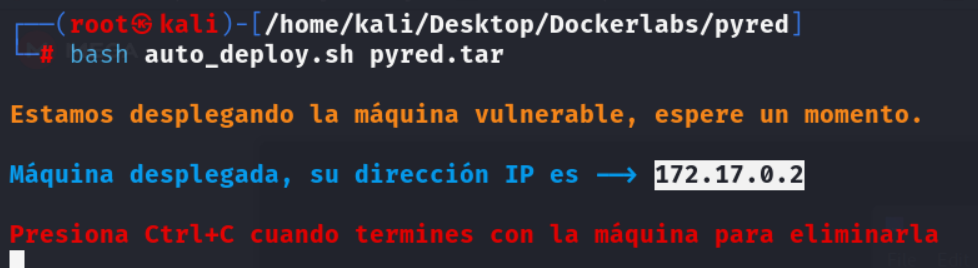 ┌──(root㉿kali)-[/home/kali/Desktop/Dockerlabs/pyred]
└─# bash auto_deploy.sh pyred.tar
Estamos desplegando la máquina vulnerable, espere un momento.
Máquina desplegada, su dirección IP es --> 172.17.0.2
Presiona Ctrl+C cuando termines con la máquina para eliminarla